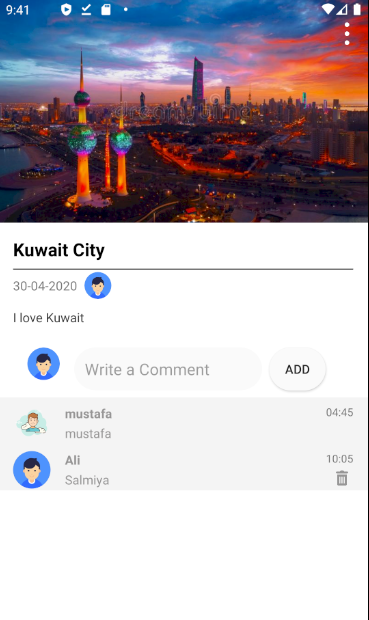 9:41
Kuwait City
30-04-2020
I love Kuwait
Write a Comment
ADD
mustafa
04:45
mustafa
Ali
10:05
Salmiya